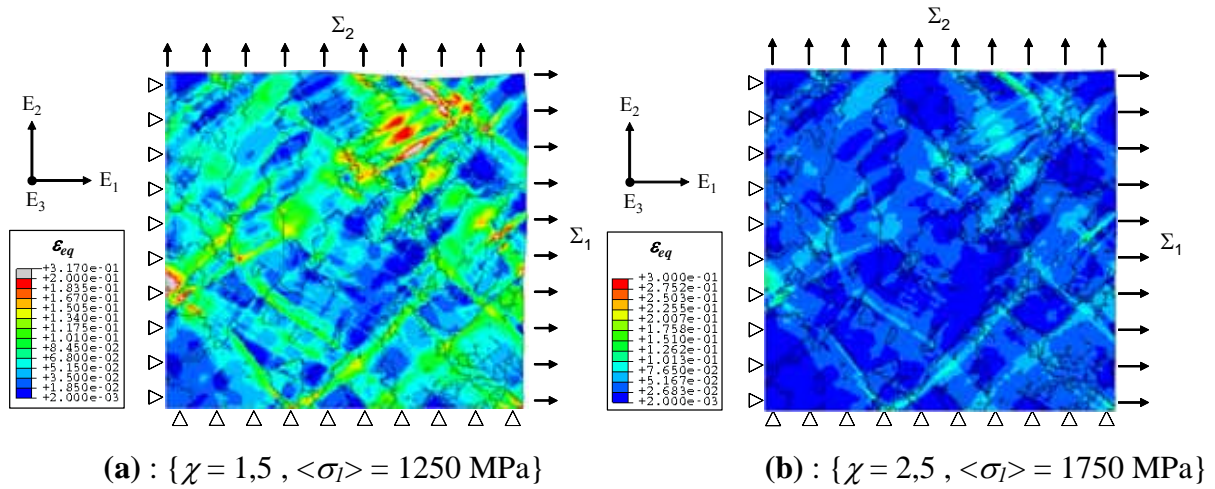 Σ2
E2
E1
E3
εeq
+3.170e-01
+2.000e-01
+1.835e-01
+1.670e-01
+1.505e-01
+1.340e-01
+1.175e-01
+1.010e-01
+8.450e-02
+6.800e-02
+5.150e-02
+3.500e-02
+1.850e-02
+2.000e-03
Σ1
(a) : {χ = 1,5 , <σ1> = 1250 MPa}
Σ2
E2
E1
E3
εeq
+3.000e-01
+2.752e-01
+2.503e-01
+2.255e-01
+2.007e-01
+1.758e-01
+1.510e-01
+1.262e-01
+1.013e-01
+7.650e-02
+5.167e-02
+2.683e-02
+2.000e-03
Σ1
(b) : {χ = 2,5 , <σ1> = 1750 MPa}